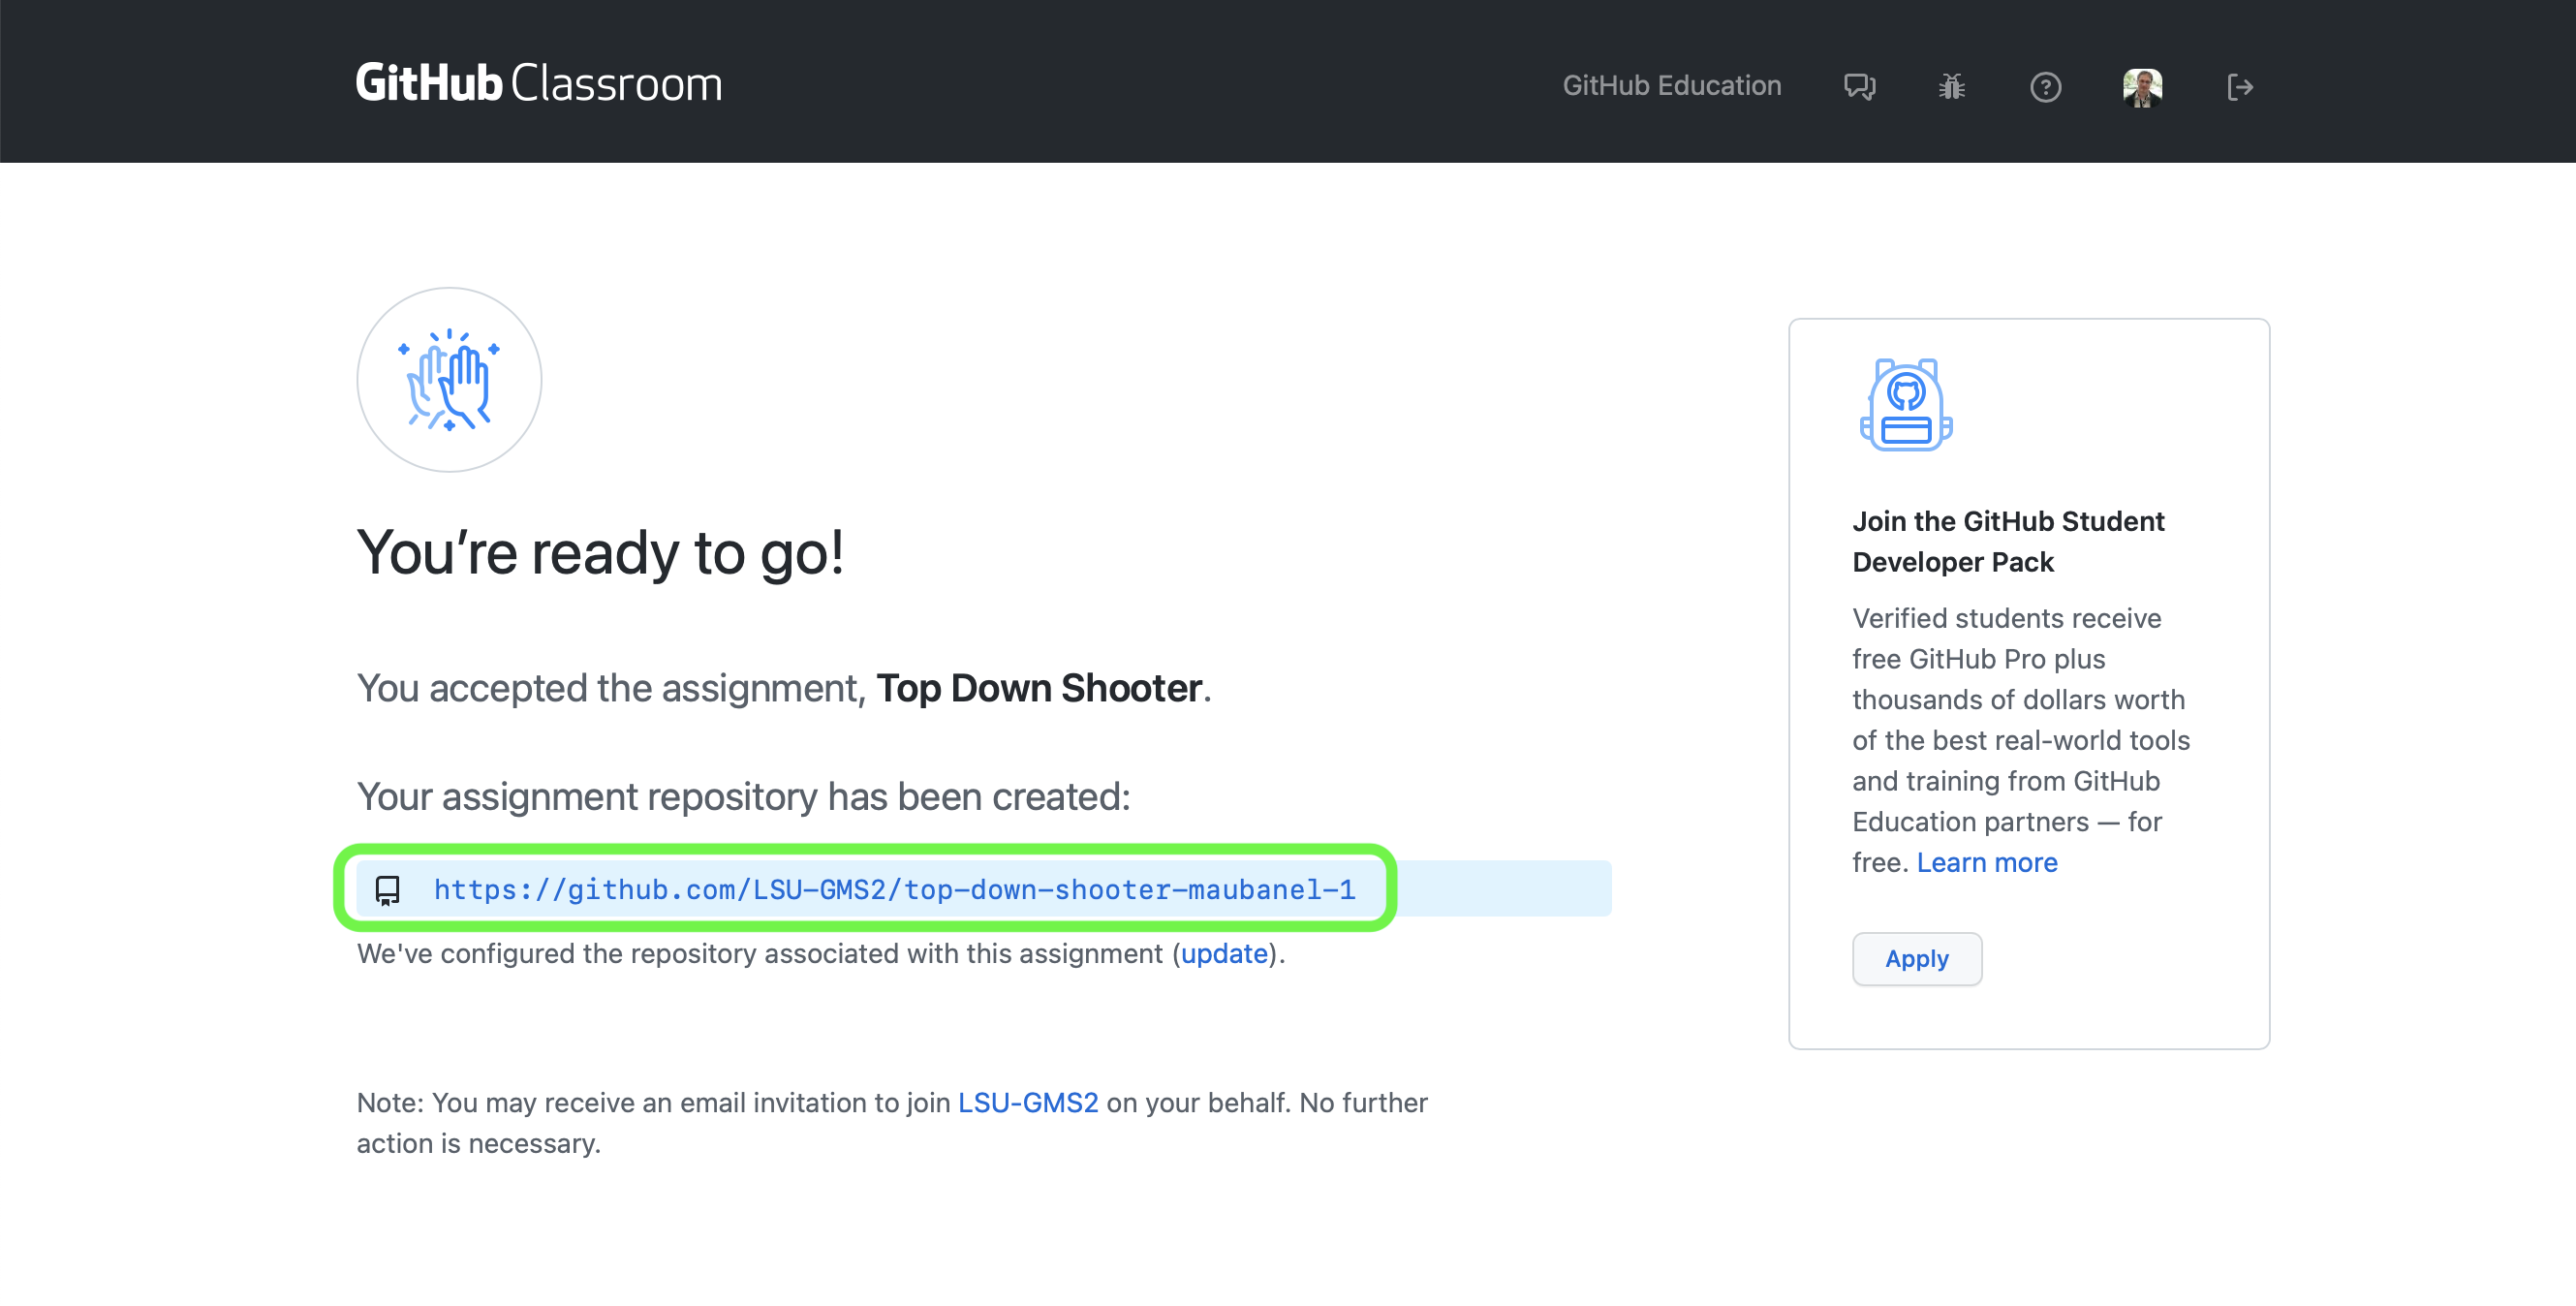 GitHub Classroom
GitHub Education
You’re ready to go!
You accepted the assignment, Top Down Shooter.
Your assignment repository has been created:
https://github.com/LSU-GMS2/top-down-shooter-maubanel-1
We've configured the repository associated with this assignment (update).
Note: You may receive an email invitation to join LSU-GMS2 on your behalf. No further
action is necessary.
Join the GitHub Student
Developer Pack
Verified students receive
free GitHub Pro plus
thousands of dollars worth
of the best real-world tools
and training from GitHub
Education partners — for
free. Learn more
Apply